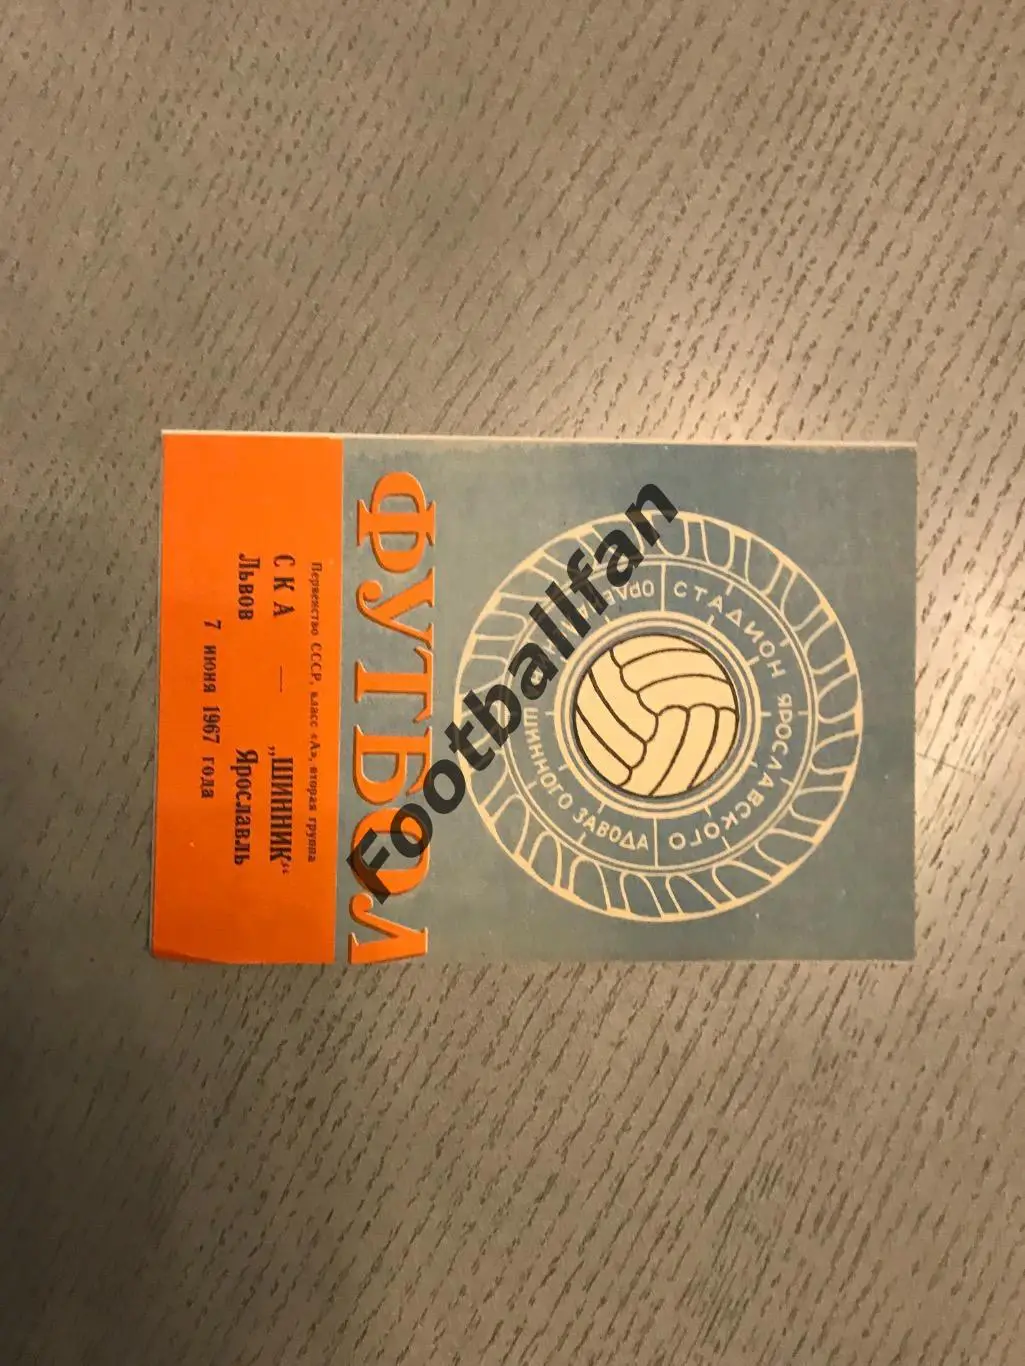 СТАДИОН ЯРОСЛАВСКОГО
ШИННОГО ЗАВОДА
ФУТБОЛ
Первенство СССР, класс «А», вторая группа
СКА — „ШИННИК“
Львов Ярославль
7 июня 1967 года
Footballfan